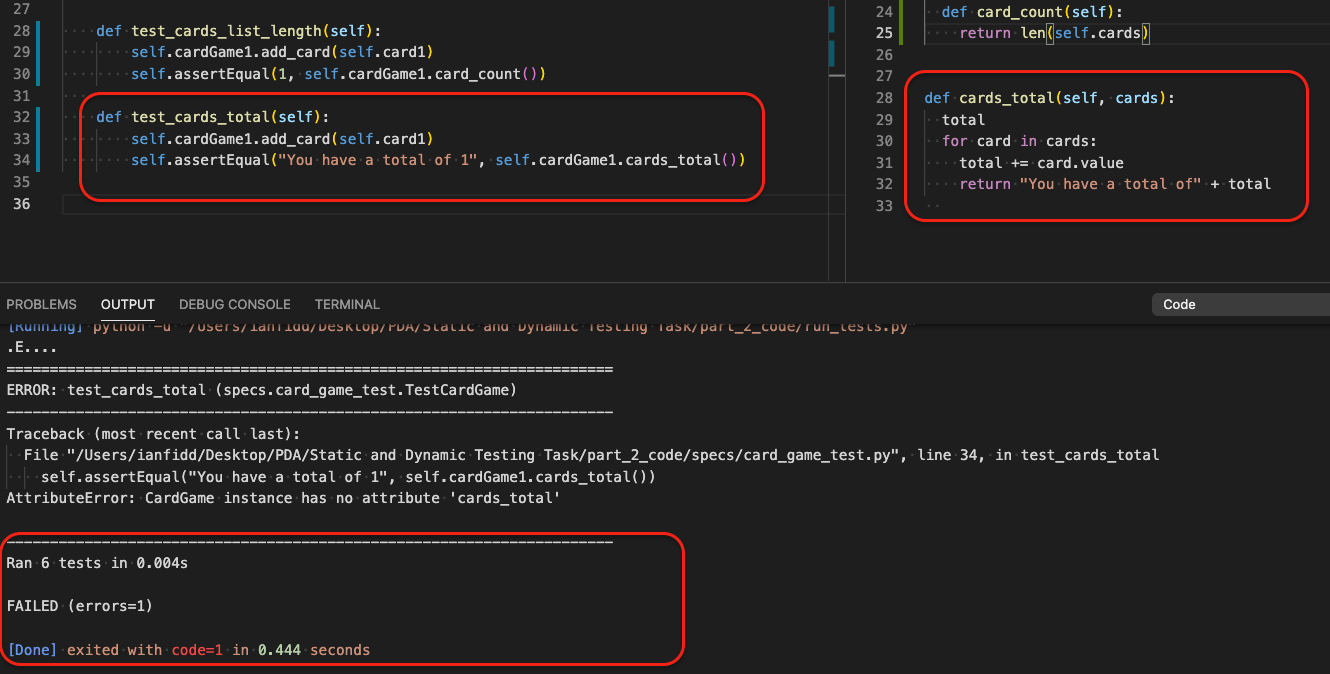 27
28 def test_cards_list_length(self):
29 self.cardGame1.add_card(self.card1)
30 self.assertEqual(1, self.cardGame1.card_count())
31
32 def test_cards_total(self):
33 self.cardGame1.add_card(self.card1)
34 self.assertEqual("You have a total of 1", self.cardGame1.cards_total())
35
36
24 def card_count(self):
25 return len(self.cards)
26
27
28 def cards_total(self, cards):
29 total
30 for card in cards:
31 total += card.value
32 return "You have a total of" + total
33
PROBLEMS OUTPUT DEBUG CONSOLE TERMINAL Code
[Running] python -u "/Users/ianfidd/Desktop/PDA/Static and Dynamic Testing Task/part_2_code/run_tests.py"
.E....
======================================================================
ERROR: test_cards_total (specs.card_game_test.TestCardGame)
----------------------------------------------------------------------
Traceback (most recent call last):
File "/Users/ianfidd/Desktop/PDA/Static and Dynamic Testing Task/part_2_code/specs/card_game_test.py", line 34, in test_cards_total
self.assertEqual("You have a total of 1", self.cardGame1.cards_total())
AttributeError: CardGame instance has no attribute 'cards_total'
----------------------------------------------------------------------
Ran 6 tests in 0.004s
FAILED (errors=1)
[Done] exited with code=1 in 0.444 seconds